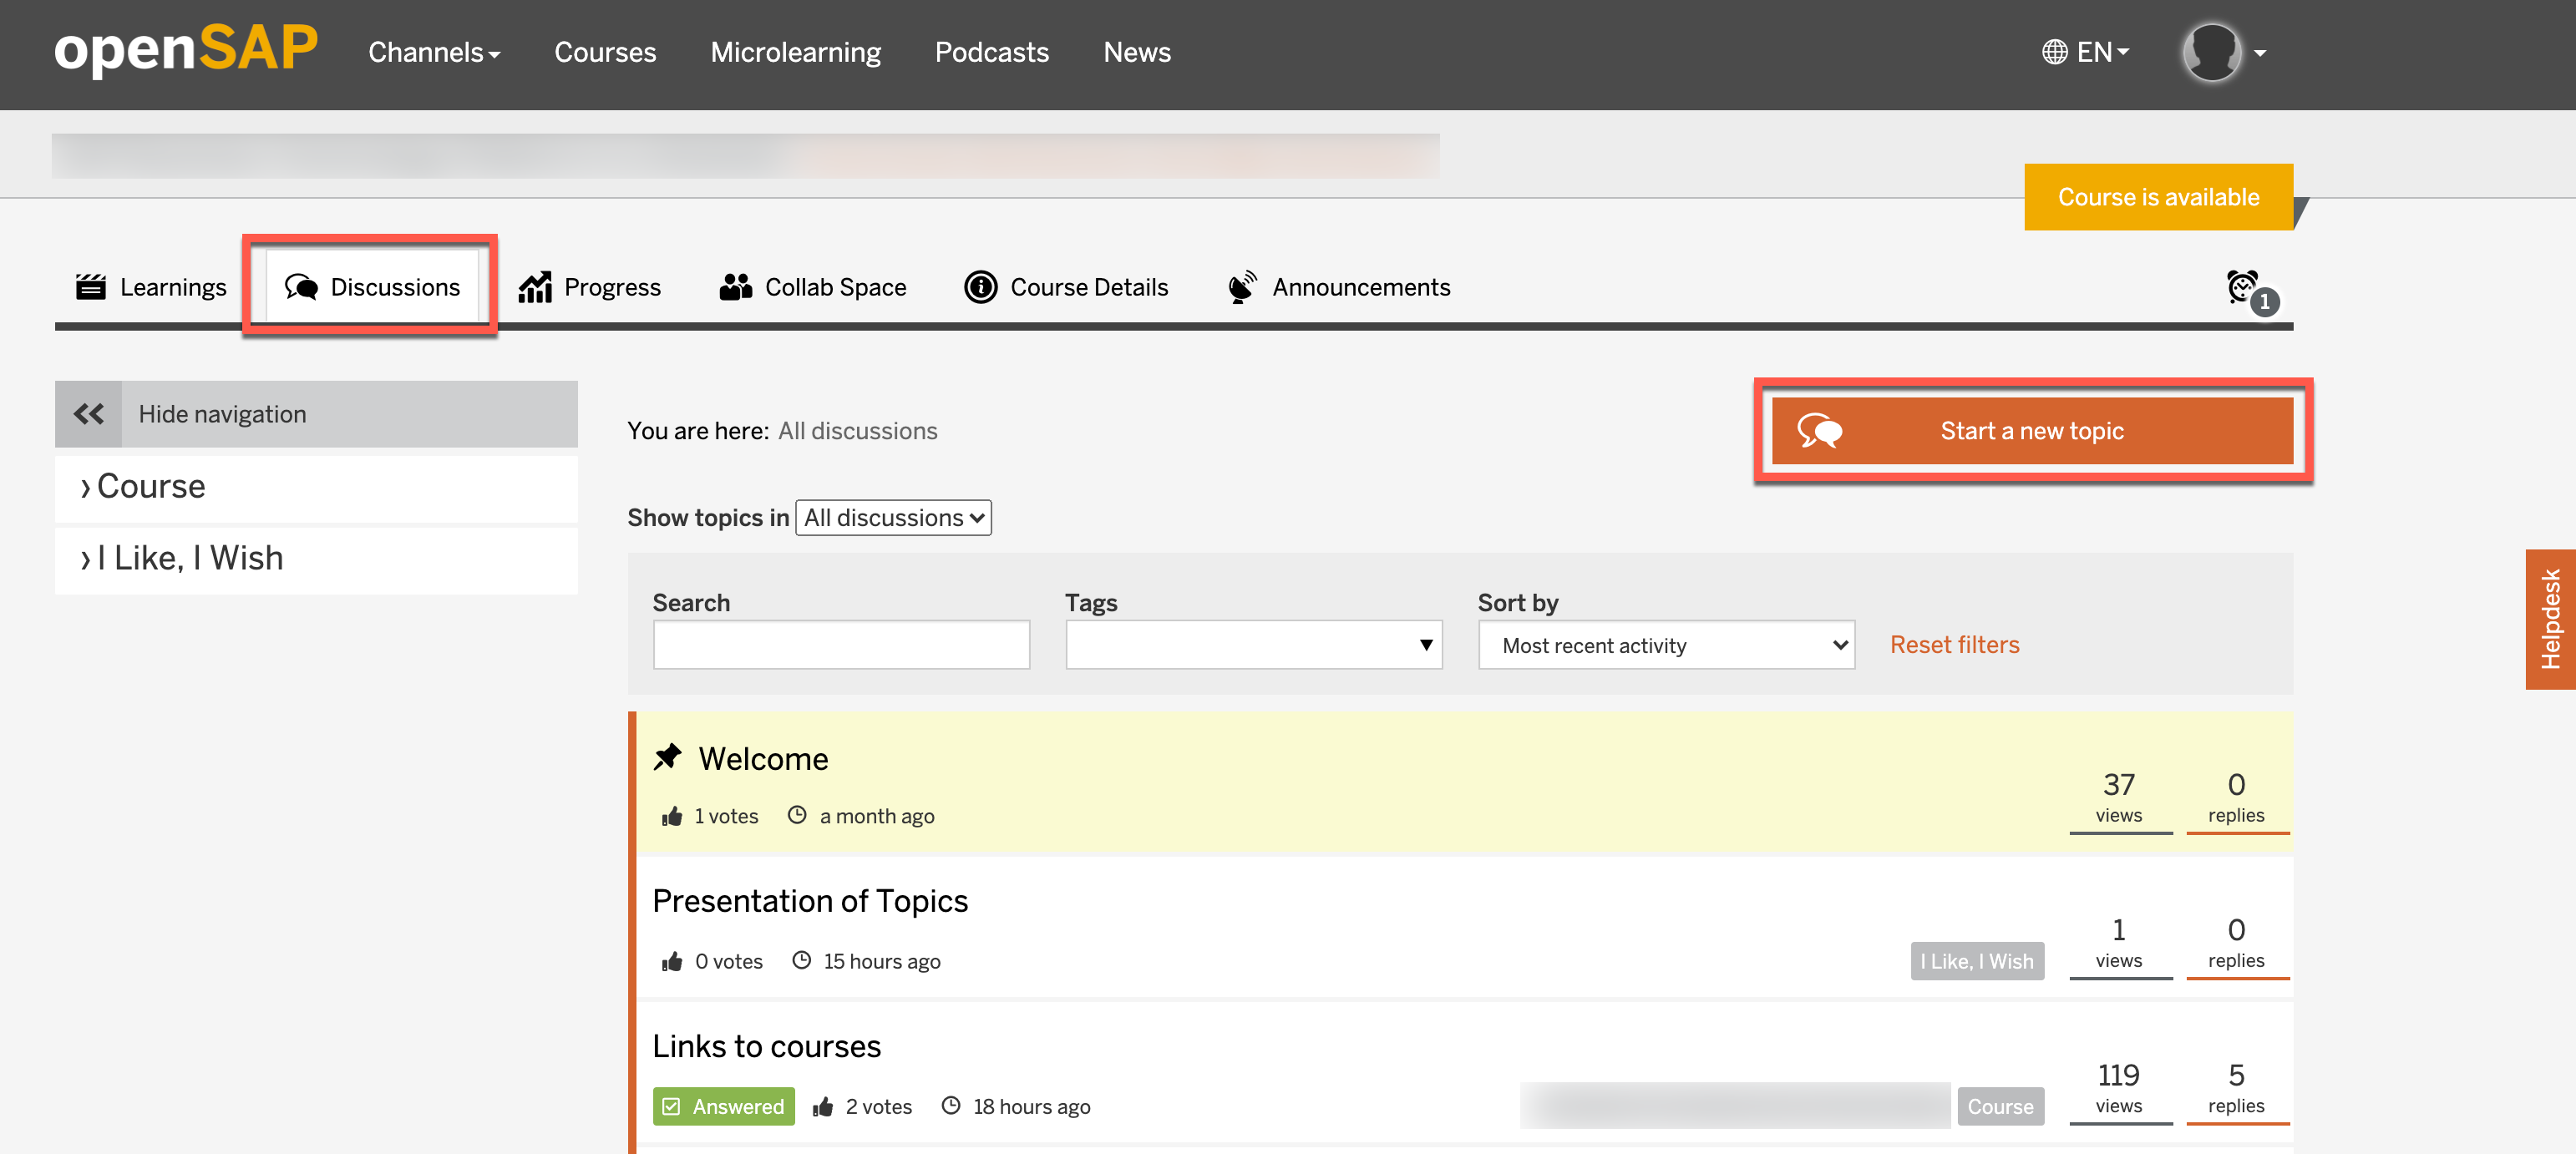 openSAP Channels Courses Microlearning Podcasts News EN
Course is available
Learnings Discussions Progress Collab Space Course Details Announcements 1
Hide navigation
Course
I Like, I Wish
You are here: All discussions
Start a new topic
Show topics in All discussions
Search Tags Sort by
Most recent activity Reset filters
Helpdesk
Welcome
1 votes a month ago
37 views 0 replies
Presentation of Topics
0 votes 15 hours ago
I Like, I Wish
1 views 0 replies
Links to courses
Answered 2 votes 18 hours ago
Course
119 views 5 replies